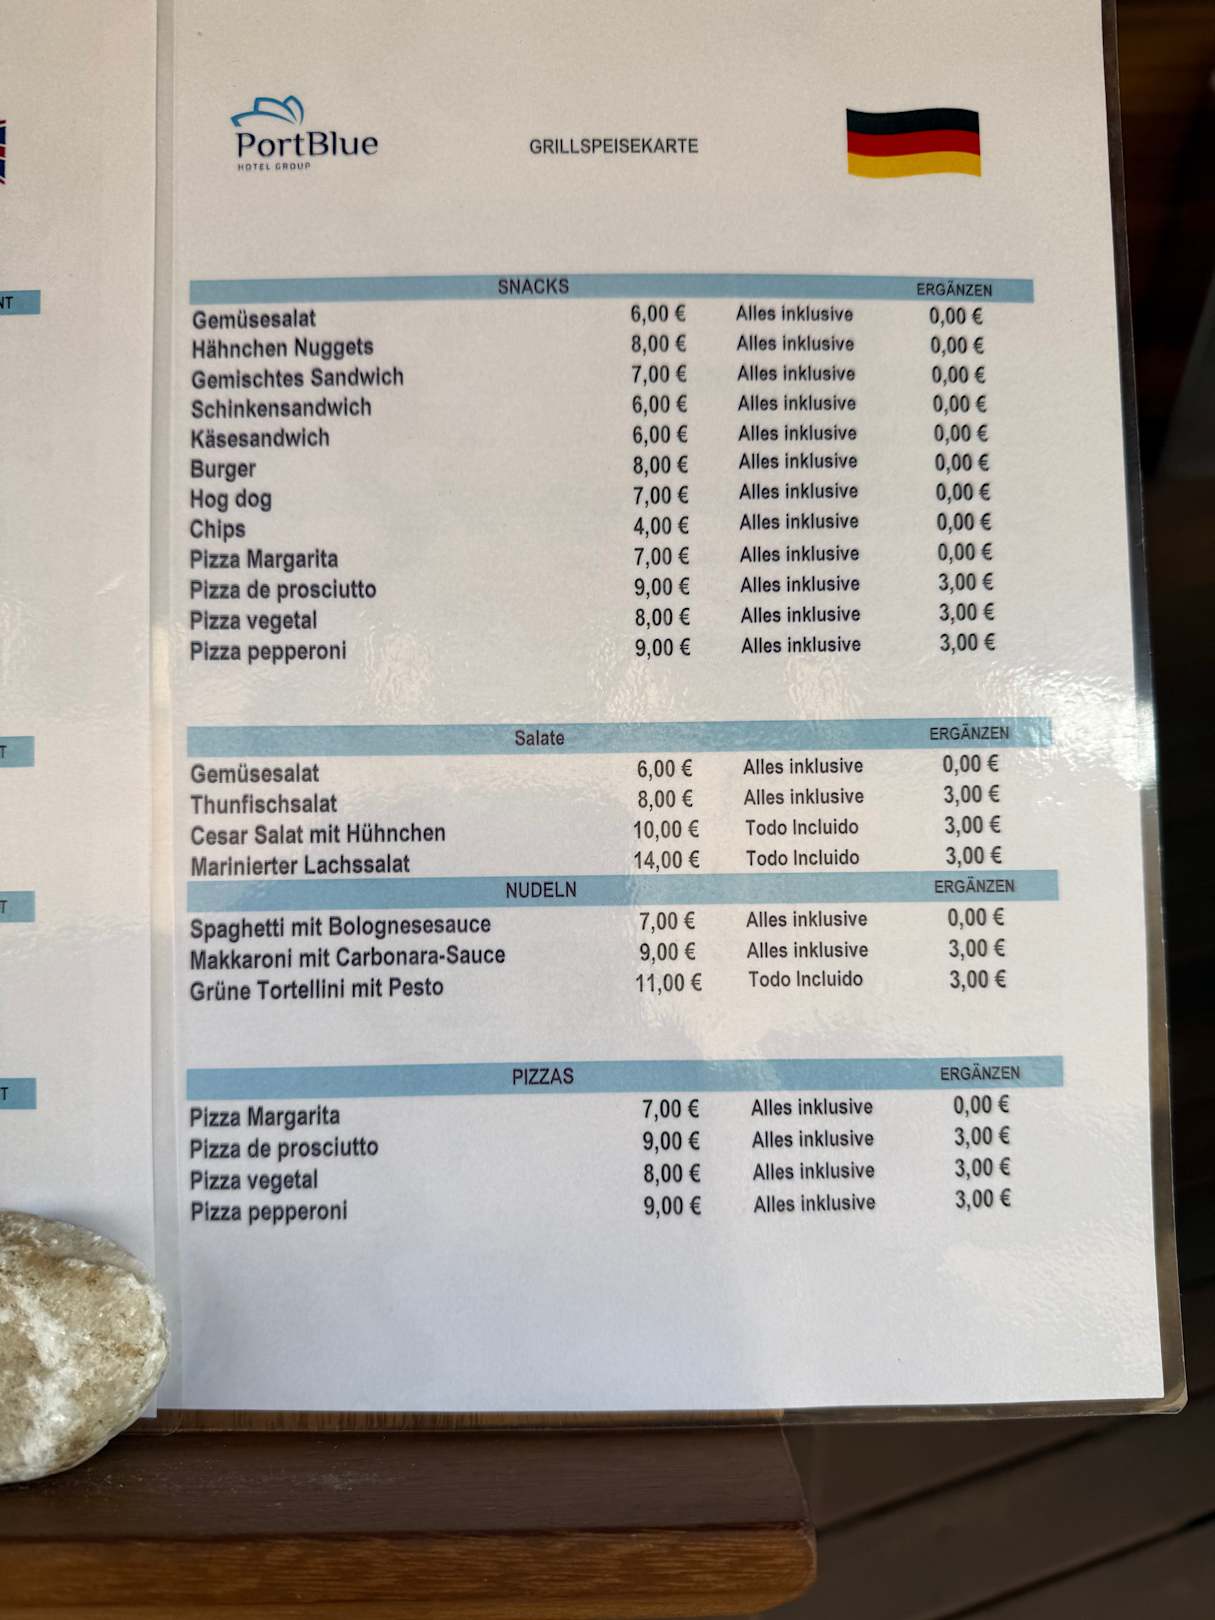 PortBlue
HOTEL GROUP
GRILLSPEISEKARTE
SNACKS ERGÄNZEN
Gemüsesalat 6,00 € Alles inklusive 0,00 €
Hähnchen Nuggets 8,00 € Alles inklusive 0,00 €
Gemischtes Sandwich 7,00 € Alles inklusive 0,00 €
Schinkensandwich 6,00 € Alles inklusive 0,00 €
Käsesandwich 6,00 € Alles inklusive 0,00 €
Burger 8,00 € Alles inklusive 0,00 €
Hog dog 7,00 € Alles inklusive 0,00 €
Chips 4,00 € Alles inklusive 0,00 €
Pizza Margarita 7,00 € Alles inklusive 0,00 €
Pizza de prosciutto 9,00 € Alles inklusive 3,00 €
Pizza vegetal 8,00 € Alles inklusive 3,00 €
Pizza pepperoni 9,00 € Alles inklusive 3,00 €
Salate ERGÄNZEN
Gemüsesalat 6,00 € Alles inklusive 0,00 €
Thunfischsalat 8,00 € Alles inklusive 3,00 €
Cesar Salat mit Hühnchen 10,00 € Todo Incluido 3,00 €
Marinierter Lachssalat 14,00 € Todo Incluido 3,00 €
NUDELN ERGÄNZEN
Spaghetti mit Bolognesesauce 7,00 € Alles inklusive 0,00 €
Makkaroni mit Carbonara-Sauce 9,00 € Alles inklusive 3,00 €
Grüne Tortellini mit Pesto 11,00 € Todo Incluido 3,00 €
PIZZAS ERGÄNZEN
Pizza Margarita 7,00 € Alles inklusive 0,00 €
Pizza de prosciutto 9,00 € Alles inklusive 3,00 €
Pizza vegetal 8,00 € Alles inklusive 3,00 €
Pizza pepperoni 9,00 € Alles inklusive 3,00 €